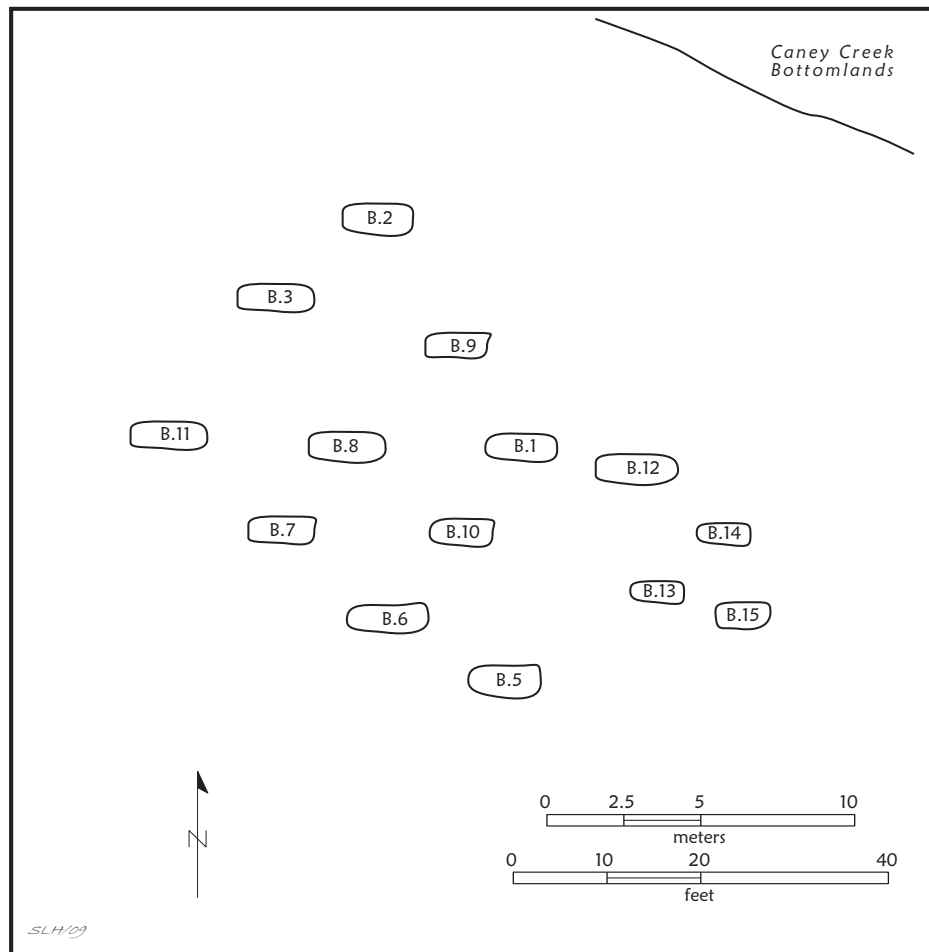 Caney Creek
Bottomlands
B.2
B.3
B.9
B.11
B.8
B.1
B.12
B.7
B.10
B.14
B.13
B.6
B.15
B.5
N
0 2.5 5 10
meters
0 10 20 40
feet
SLH/09